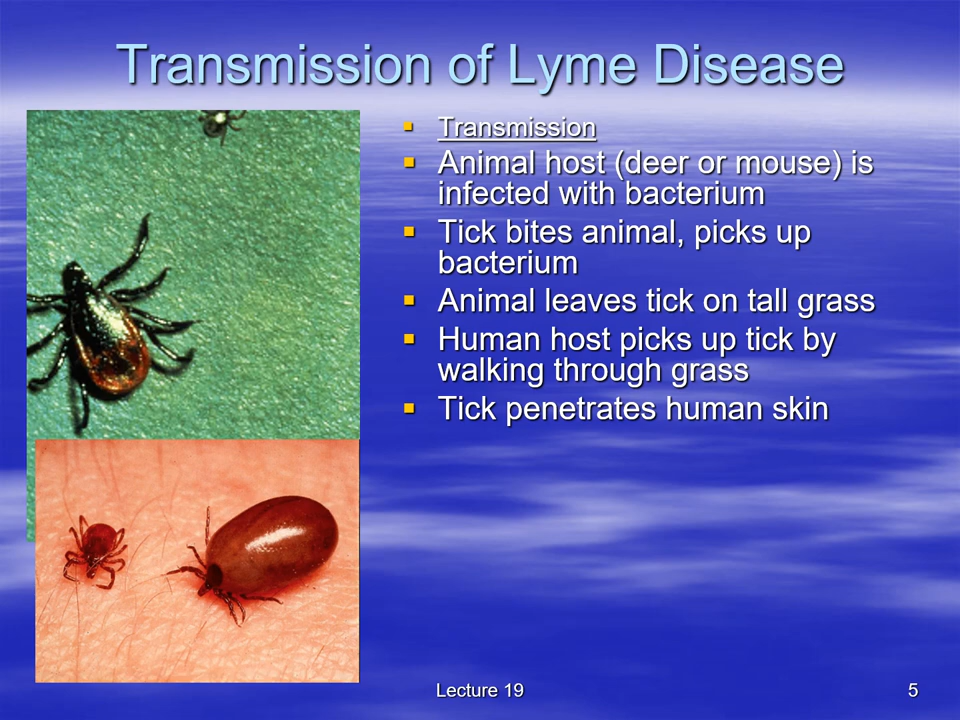 Transmission of Lyme Disease
Transmission
Animal host (deer or mouse) is
infected with bacterium
Tick bites animal, picks up
bacterium
Animal leaves tick on tall grass
Human host picks up tick by
walking through grass
Tick penetrates human skin
Lecture 19
5